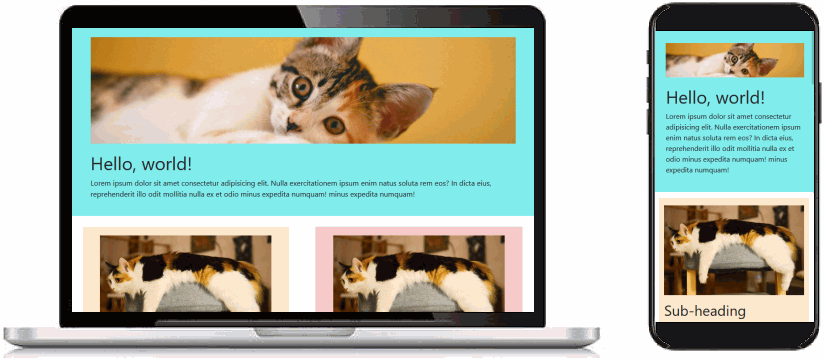 Hello, world!
Lorem ipsum dolor sit amet consectetur adipisicing elit. Nulla exercitationem ipsum enim natus soluta rem eos? In dicta eius,
reprehenderit illo odit mollitia nulla ex et odio minus expedita numquam! minus expedita numquam!
Hello, world!
Lorem ipsum dolor sit amet consectetur
adipisicing elit. Nulla exercitationem ipsum
enim natus soluta rem eos? In dicta eius,
reprehenderit illo odit mollitia nulla ex et
odio minus expedita numquam! minus
expedita numquam!
Sub-heading